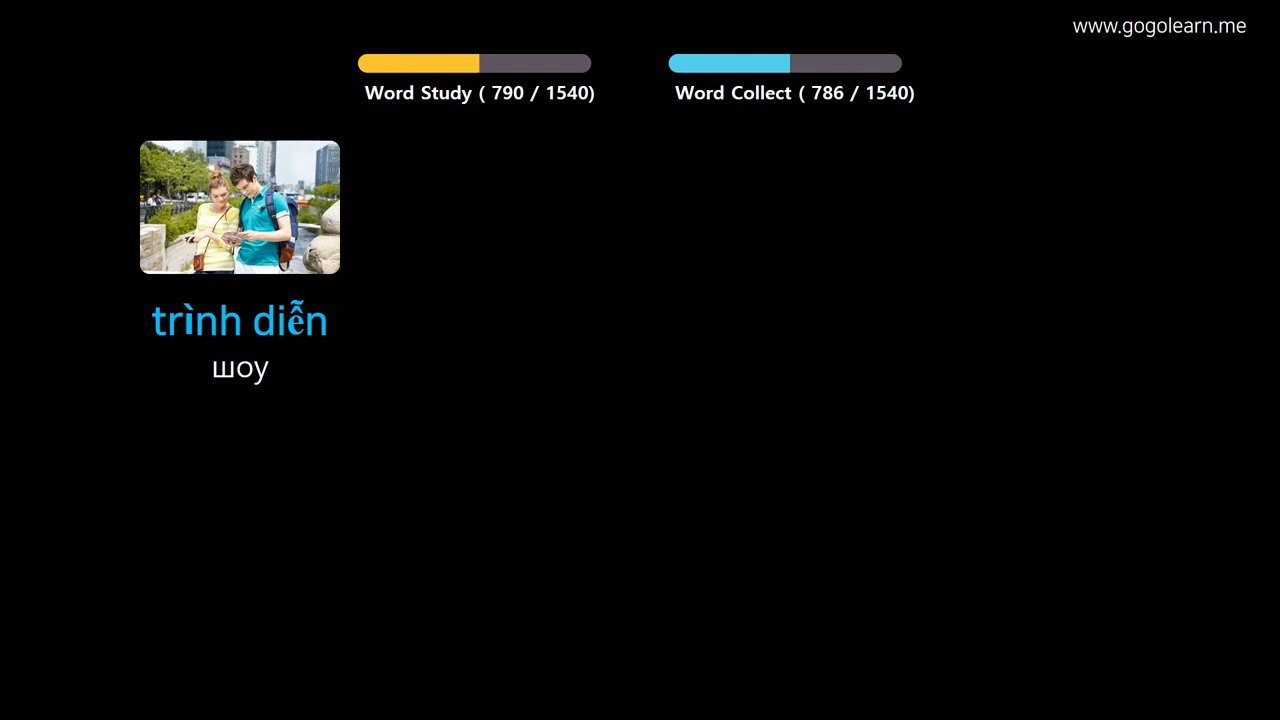 www.gogolearn.me
Word Study ( 790 / 1540)
Word Collect ( 786 / 1540)
trình diễn
шоу